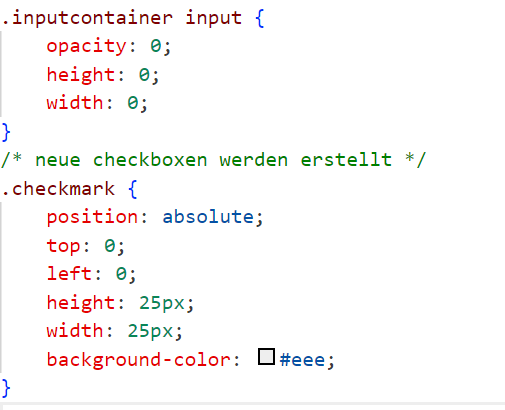 .inputcontainer input {
    opacity: 0;
    height: 0;
    width: 0;
}
/* neue checkboxen werden erstellt */
.checkmark {
    position: absolute;
    top: 0;
    left: 0;
    height: 25px;
    width: 25px;
    background-color: #eee;
}